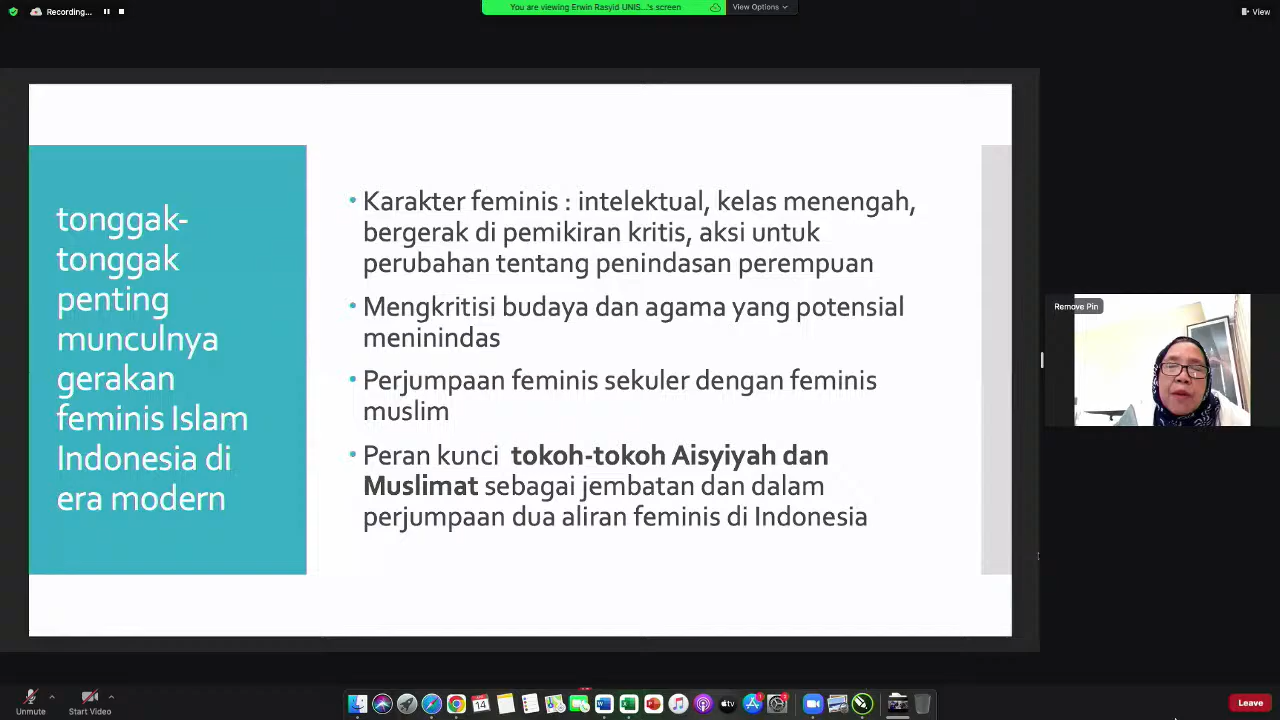 Recording...
You are viewing Erwin Rasyid UNIS...'s screen
View Options
View
tonggak-
tonggak
penting
munculnya
gerakan
feminis Islam
Indonesia di
era modern
• Karakter feminis : intelektual, kelas menengah,
bergerak di pemikiran kritis, aksi untuk
perubahan tentang penindasan perempuan
• Mengkritisi budaya dan agama yang potensial
meninindas
• Perjumpaan feminis sekuler dengan feminis
muslim
• Peran kunci tokoh-tokoh Aisyiyah dan
Muslimat sebagai jembatan dan dalam
perjumpaan dua aliran feminis di Indonesia
Remove Pin
Unmute
Start Video
14
tv
Leave